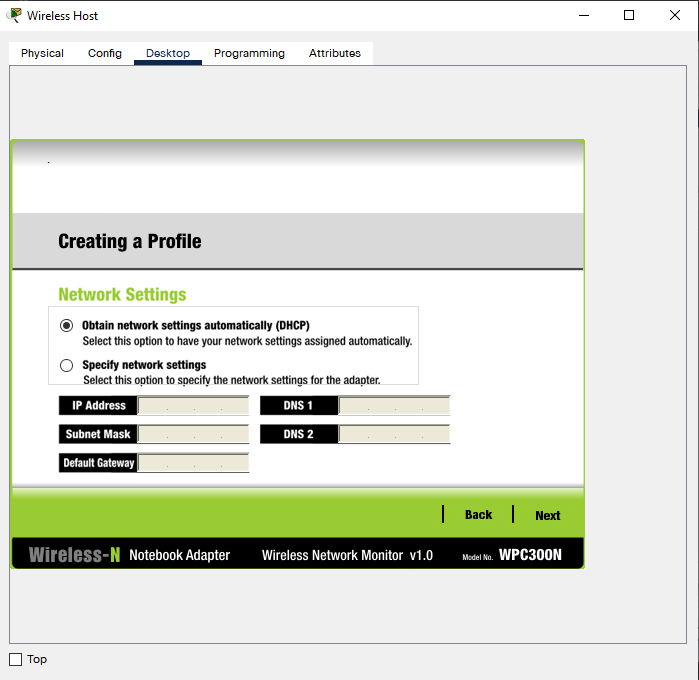 Wireless Host
Physical Config Desktop Programming Attributes
Creating a Profile
Network Settings
Obtain network settings automatically (DHCP)
Select this option to have your network settings assigned automatically.
Specify network settings
Select this option to specify the network settings for the adapter.
IP Address . . . DNS 1 . . .
Subnet Mask . . . DNS 2 . . .
Default Gateway . . .
Back Next
Wireless-N Notebook Adapter Wireless Network Monitor v1.0 Model No. WPC300N
Top